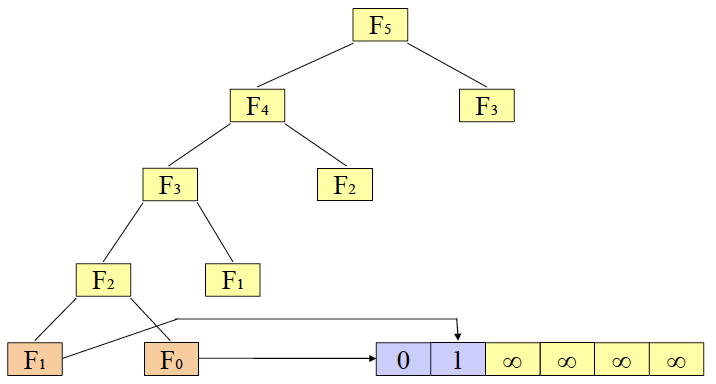 F₅
F₄ F₃
F₃ F₂
F₂ F₁
F₁ F₀ 0 1 ∞ ∞ ∞ ∞